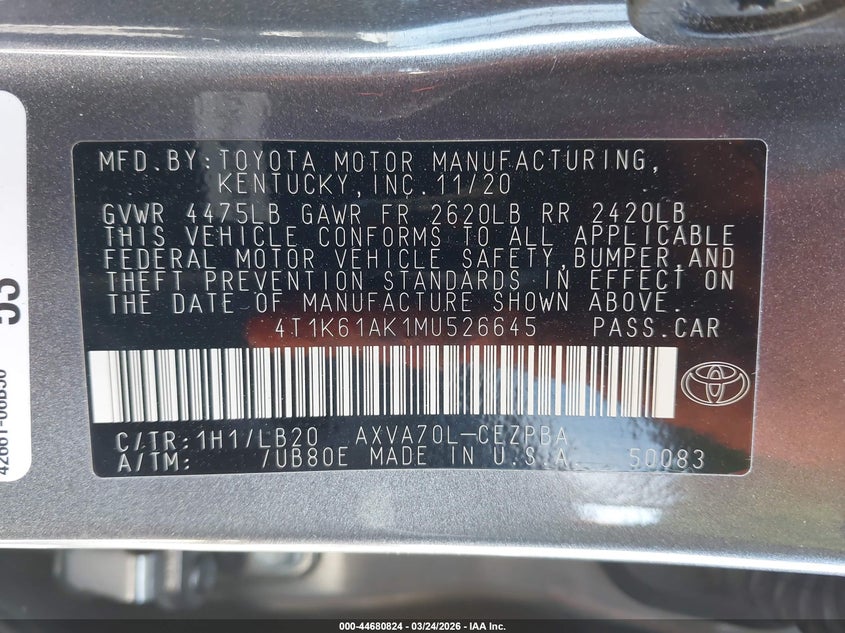 MFD.BY:TOYOTA MOTOR MANUFACTURING,
KENTUCKY,INC.11/20
GVWR 4475LB GAWR FR 2620LB RR 2420LB
THIS VEHICLE CONFORMS TO ALL APPLICABLE
FEDERAL MOTOR VEHICLE SAFETY,BUMPER,AND
THEFT PREVENTION STANDARDS IN EFFECT ON
THE DATE OF MANUFACTURE SHOWN ABOVE.
4T1K61AK1MU526645 PASS.CAR
C/TR:1H1/LB20 AXVA70L-CEZPBA
A/TM: 7UB80E MADE IN U.S.A. 50083
000-44680824 - 03/24/2026 - IAA Inc.